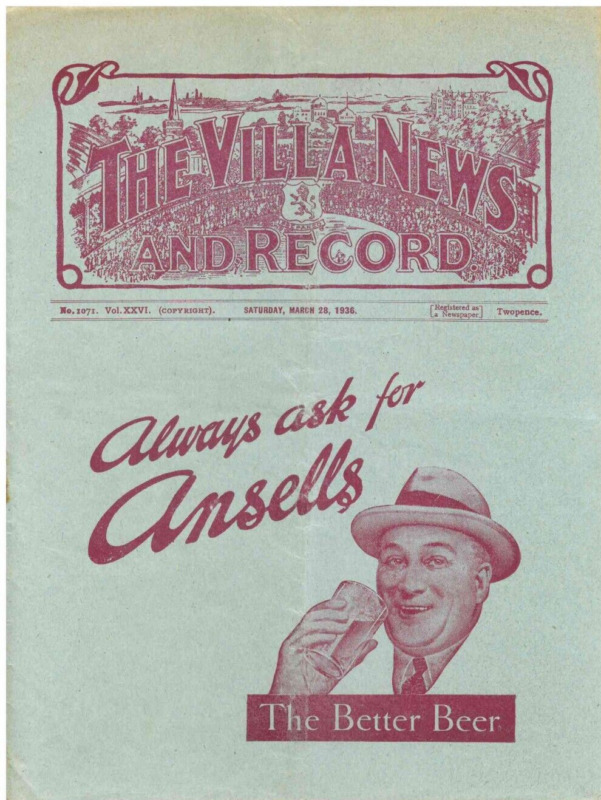 THE VILLA NEWS
AND RECORD.
No. 1071. Vol. XXVI. (COPYRIGHT). SATURDAY, MARCH 28, 1936. [Registered as a Newspaper.] Twopence.
Always ask for
Ansells
The Better Beer